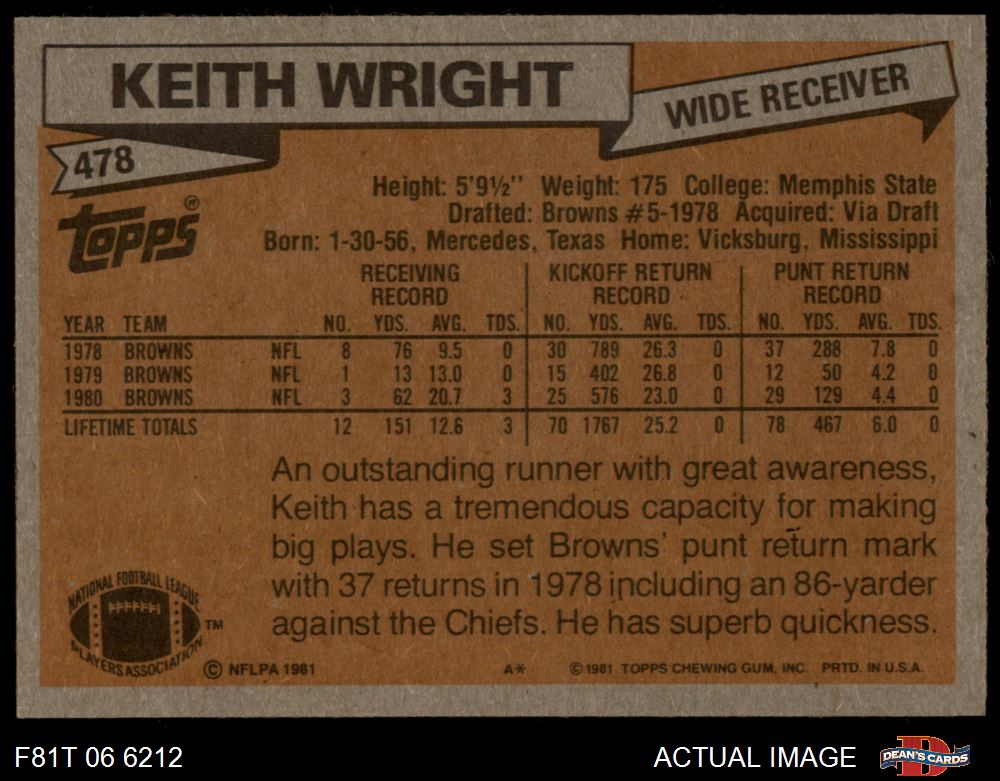 KEITH WRIGHT
WIDE RECEIVER
478
topps®
Height: 5'9½" Weight: 175 College: Memphis State
Drafted: Browns #5-1978 Acquired: Via Draft
Born: 1-30-56, Mercedes, Texas Home: Vicksburg, Mississippi
RECEIVING RECORD KICKOFF RETURN RECORD PUNT RETURN RECORD
YEAR TEAM NO. YDS. AVG. TDS. NO. YDS. AVG. TDS. NO. YDS. AVG. TDS.
1978 BROWNS NFL 8 76 9.5 0 30 789 26.3 0 37 288 7.8 0
1979 BROWNS NFL 1 13 13.0 0 15 402 26.8 0 12 50 4.2 0
1980 BROWNS NFL 3 62 20.7 3 25 576 23.0 0 29 129 4.4 0
LIFETIME TOTALS 12 151 12.6 3 70 1767 25.2 0 78 467 6.0 0
An outstanding runner with great awareness,
Keith has a tremendous capacity for making
big plays. He set Browns' punt return mark
with 37 returns in 1978 including an 86-yarder
against the Chiefs. He has superb quickness.
NATIONAL FOOTBALL LEAGUE
PLAYERS ASSOCIATION TM
© NFLPA 1981 A* © 1981 TOPPS CHEWING GUM, INC. PRTD. IN U.S.A.
F81T 06 6212 ACTUAL IMAGE D DEAN'S CARDS